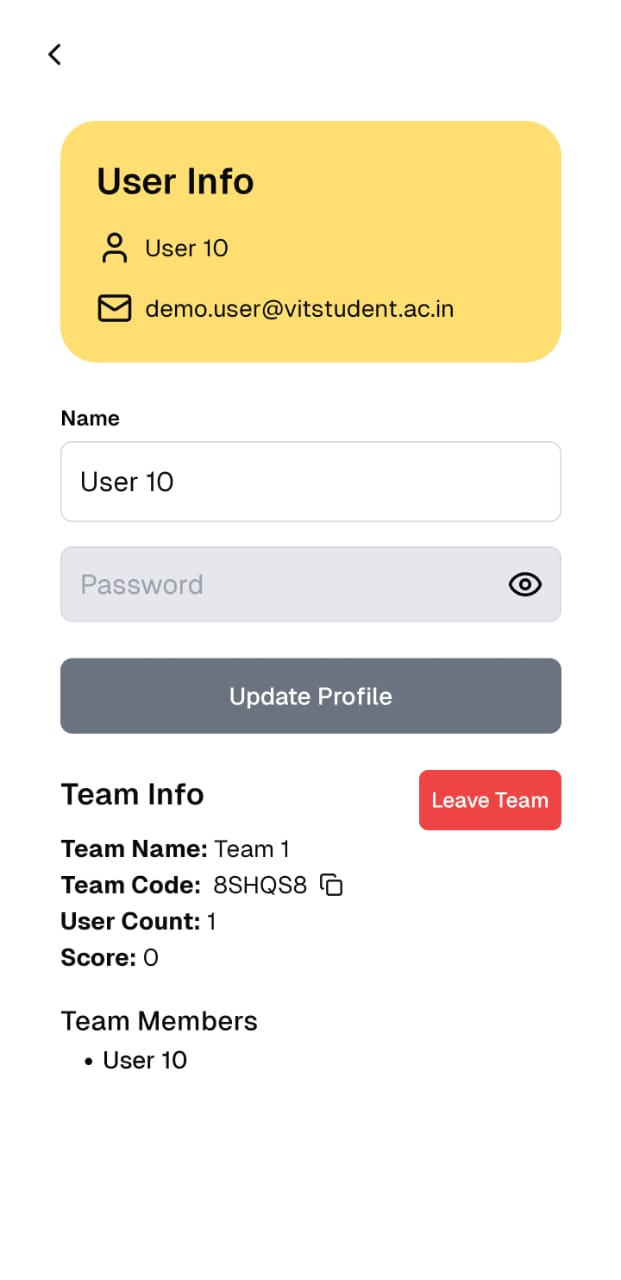 User Info
User 10
demo.user@vitstudent.ac.in
Name
User 10
Password
Update Profile
Team Info
Leave Team
Team Name: Team 1
Team Code: 8SHQS8
User Count: 1
Score: 0
Team Members
• User 10